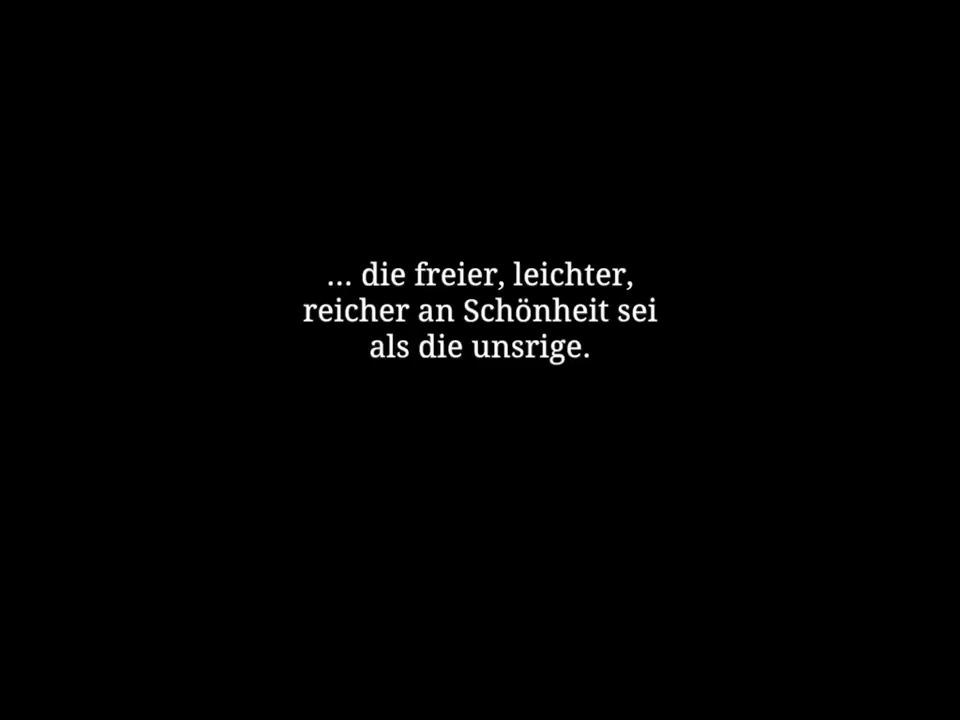 … die freier, leichter,
reicher an Schönheit sei
als die unsrige.